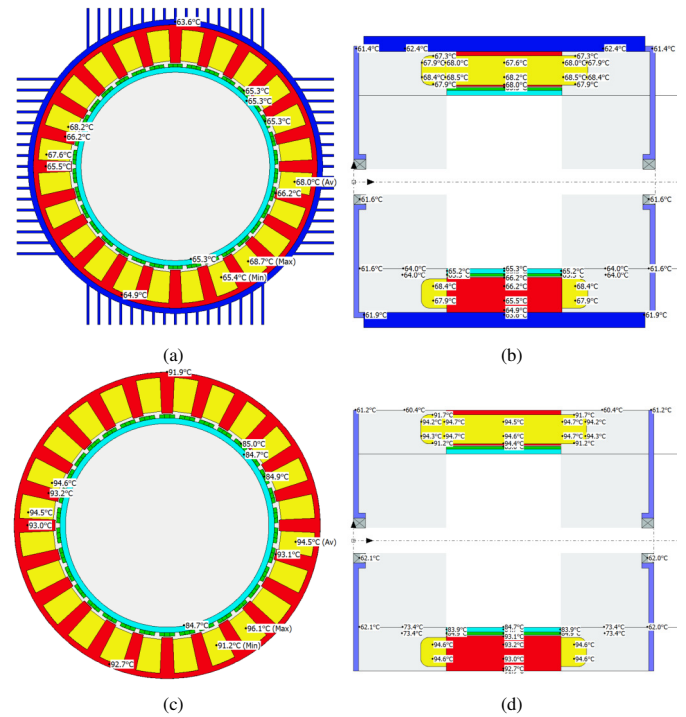 63.6°C
65.3°C
65.3°C
65.3°C
68.2°C
66.2°C
67.6°C
65.5°C
68.0°C (Av)
66.2°C
65.3°C
68.7°C (Max)
65.4°C (Min)
64.9°C
(a)
61.4°C 62.4°C 62.4°C 61.4°C
67.3°C 67.3°C
67.9°C 68.0°C 67.6°C 68.0°C 67.9°C
68.4°C 68.5°C 68.2°C 68.5°C 68.4°C
67.9°C 68.0°C 67.9°C
61.6°C 61.6°C
61.6°C 64.0°C 65.2°C 65.3°C 65.2°C 64.0°C 61.6°C
64.0°C 64.0°C
66.2°C
68.4°C 66.2°C 68.4°C
67.9°C 65.5°C 67.9°C
64.9°C
61.9°C 61.9°C
(b)
91.9°C
85.0°C
84.7°C
84.9°C
94.6°C
93.2°C
94.5°C
93.0°C
94.5°C (Av)
93.1°C
84.7°C
96.1°C (Max)
91.2°C (Min)
92.7°C
(c)
61.2°C 60.4°C 60.4°C 61.2°C
91.7°C 91.7°C
94.2°C 94.7°C 94.5°C 94.7°C 94.2°C
94.3°C 94.7°C 94.6°C 94.7°C 94.3°C
91.2°C 94.4°C 91.2°C
62.1°C 62.0°C
62.1°C 73.4°C 83.9°C 84.7°C 83.9°C 73.4°C 62.0°C
73.4°C 84.9°C 84.9°C 73.4°C
93.1°C
94.6°C 93.2°C 94.6°C
94.6°C 93.0°C 94.6°C
92.7°C
(d)